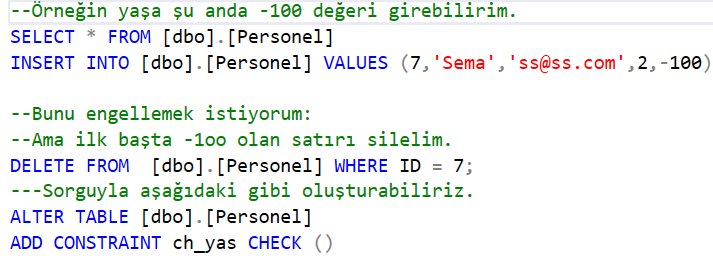 --Örneğin yaşa şu anda -100 değeri girebilirim.
SELECT * FROM [dbo].[Personel]
INSERT INTO [dbo].[Personel] VALUES (7,'Sema','ss@ss.com',2,-100)
--Bunu engellemek istiyorum:
--Ama ilk başta -1oo olan satırı silelim.
DELETE FROM  [dbo].[Personel] WHERE ID = 7;
---Sorguyla aşağıdaki gibi oluşturabiliriz.
ALTER TABLE [dbo].[Personel]
ADD CONSTRAINT ch_yas CHECK ()